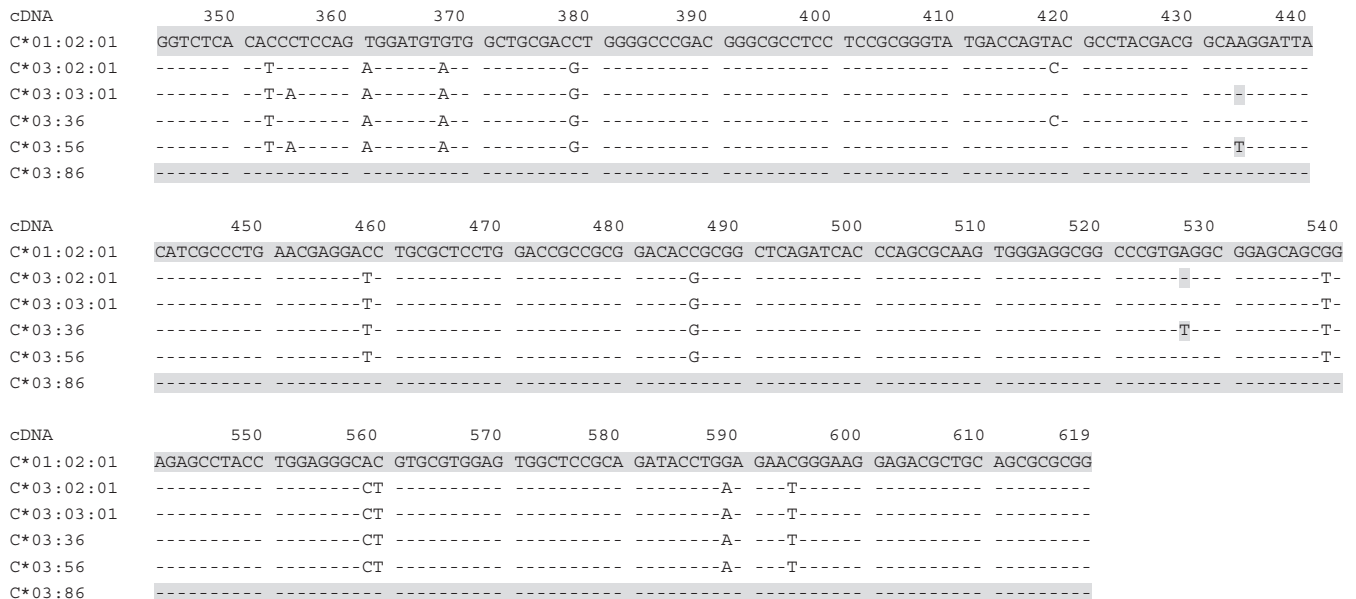 cDNA 350 360 370 380 390 400 410 420 430 440
C*01:02:01 GGTCTCA CACCCTCCAG TGGATGTGTG GCTGCGACCT GGGGCCCGAC GGGCGCCTCC TCCGCGGGTA TGACCAGTAC GCCTACGACG GCAAGGATTA
C*03:02:01 ------- --T------- A------A-- --------G- ---------- ---------- ---------- --------C- ---------- ----------
C*03:03:01 ------- --T-A----- A------A-- --------G- ---------- ---------- ---------- ---------- ---------- ----------
C*03:36 ------- --T------- A------A-- --------G- ---------- ---------- ---------- --------C- ---------- ----------
C*03:56 ------- --T-A----- A------A-- --------G- ---------- ---------- ---------- ---------- ---------- ---T------
C*03:86 ------- ---------- ---------- ---------- ---------- ---------- ---------- ---------- ---------- ----------
cDNA 450 460 470 480 490 500 510 520 530 540
C*01:02:01 CATCGCCCTG AACGAGGACC TGCGCTCCTG GACCGCCGCG GACACCGCGG CTCAGATCAC CCAGCGCAAG TGGGAGGCGG CCCGTGAGGC GGAGCAGCGG
C*03:02:01 ---------- --------T- ---------- ---------- -----G---- ---------- ---------- ---------- ---------- --------T-
C*03:03:01 ---------- --------T- ---------- ---------- -----G---- ---------- ---------- ---------- ---------- --------T-
C*03:36 ---------- --------T- ---------- ---------- -----G---- ---------- ---------- ---------- ------T--- --------T-
C*03:56 ---------- --------T- ---------- ---------- -----G---- ---------- ---------- ---------- ---------- --------T-
C*03:86 ---------- ---------- ---------- ---------- ---------- ---------- ---------- ---------- ---------- ----------
cDNA 550 560 570 580 590 600 610 619
C*01:02:01 AGAGCCTACC TGGAGGGCAC GTGCGTGGAG TGGCTCCGCA GATACCTGGA GAACGGGAAG GAGACGCTGC AGCGCGCGG
C*03:02:01 ---------- --------CT ---------- ---------- --------A- ---T------ ---------- ---------
C*03:03:01 ---------- --------CT ---------- ---------- --------A- ---T------ ---------- ---------
C*03:36 ---------- --------CT ---------- ---------- --------A- ---T------ ---------- ---------
C*03:56 ---------- --------CT ---------- ---------- --------A- ---T------ ---------- ---------
C*03:86 ---------- ---------- ---------- ---------- ---------- ---------- ---------- ---------